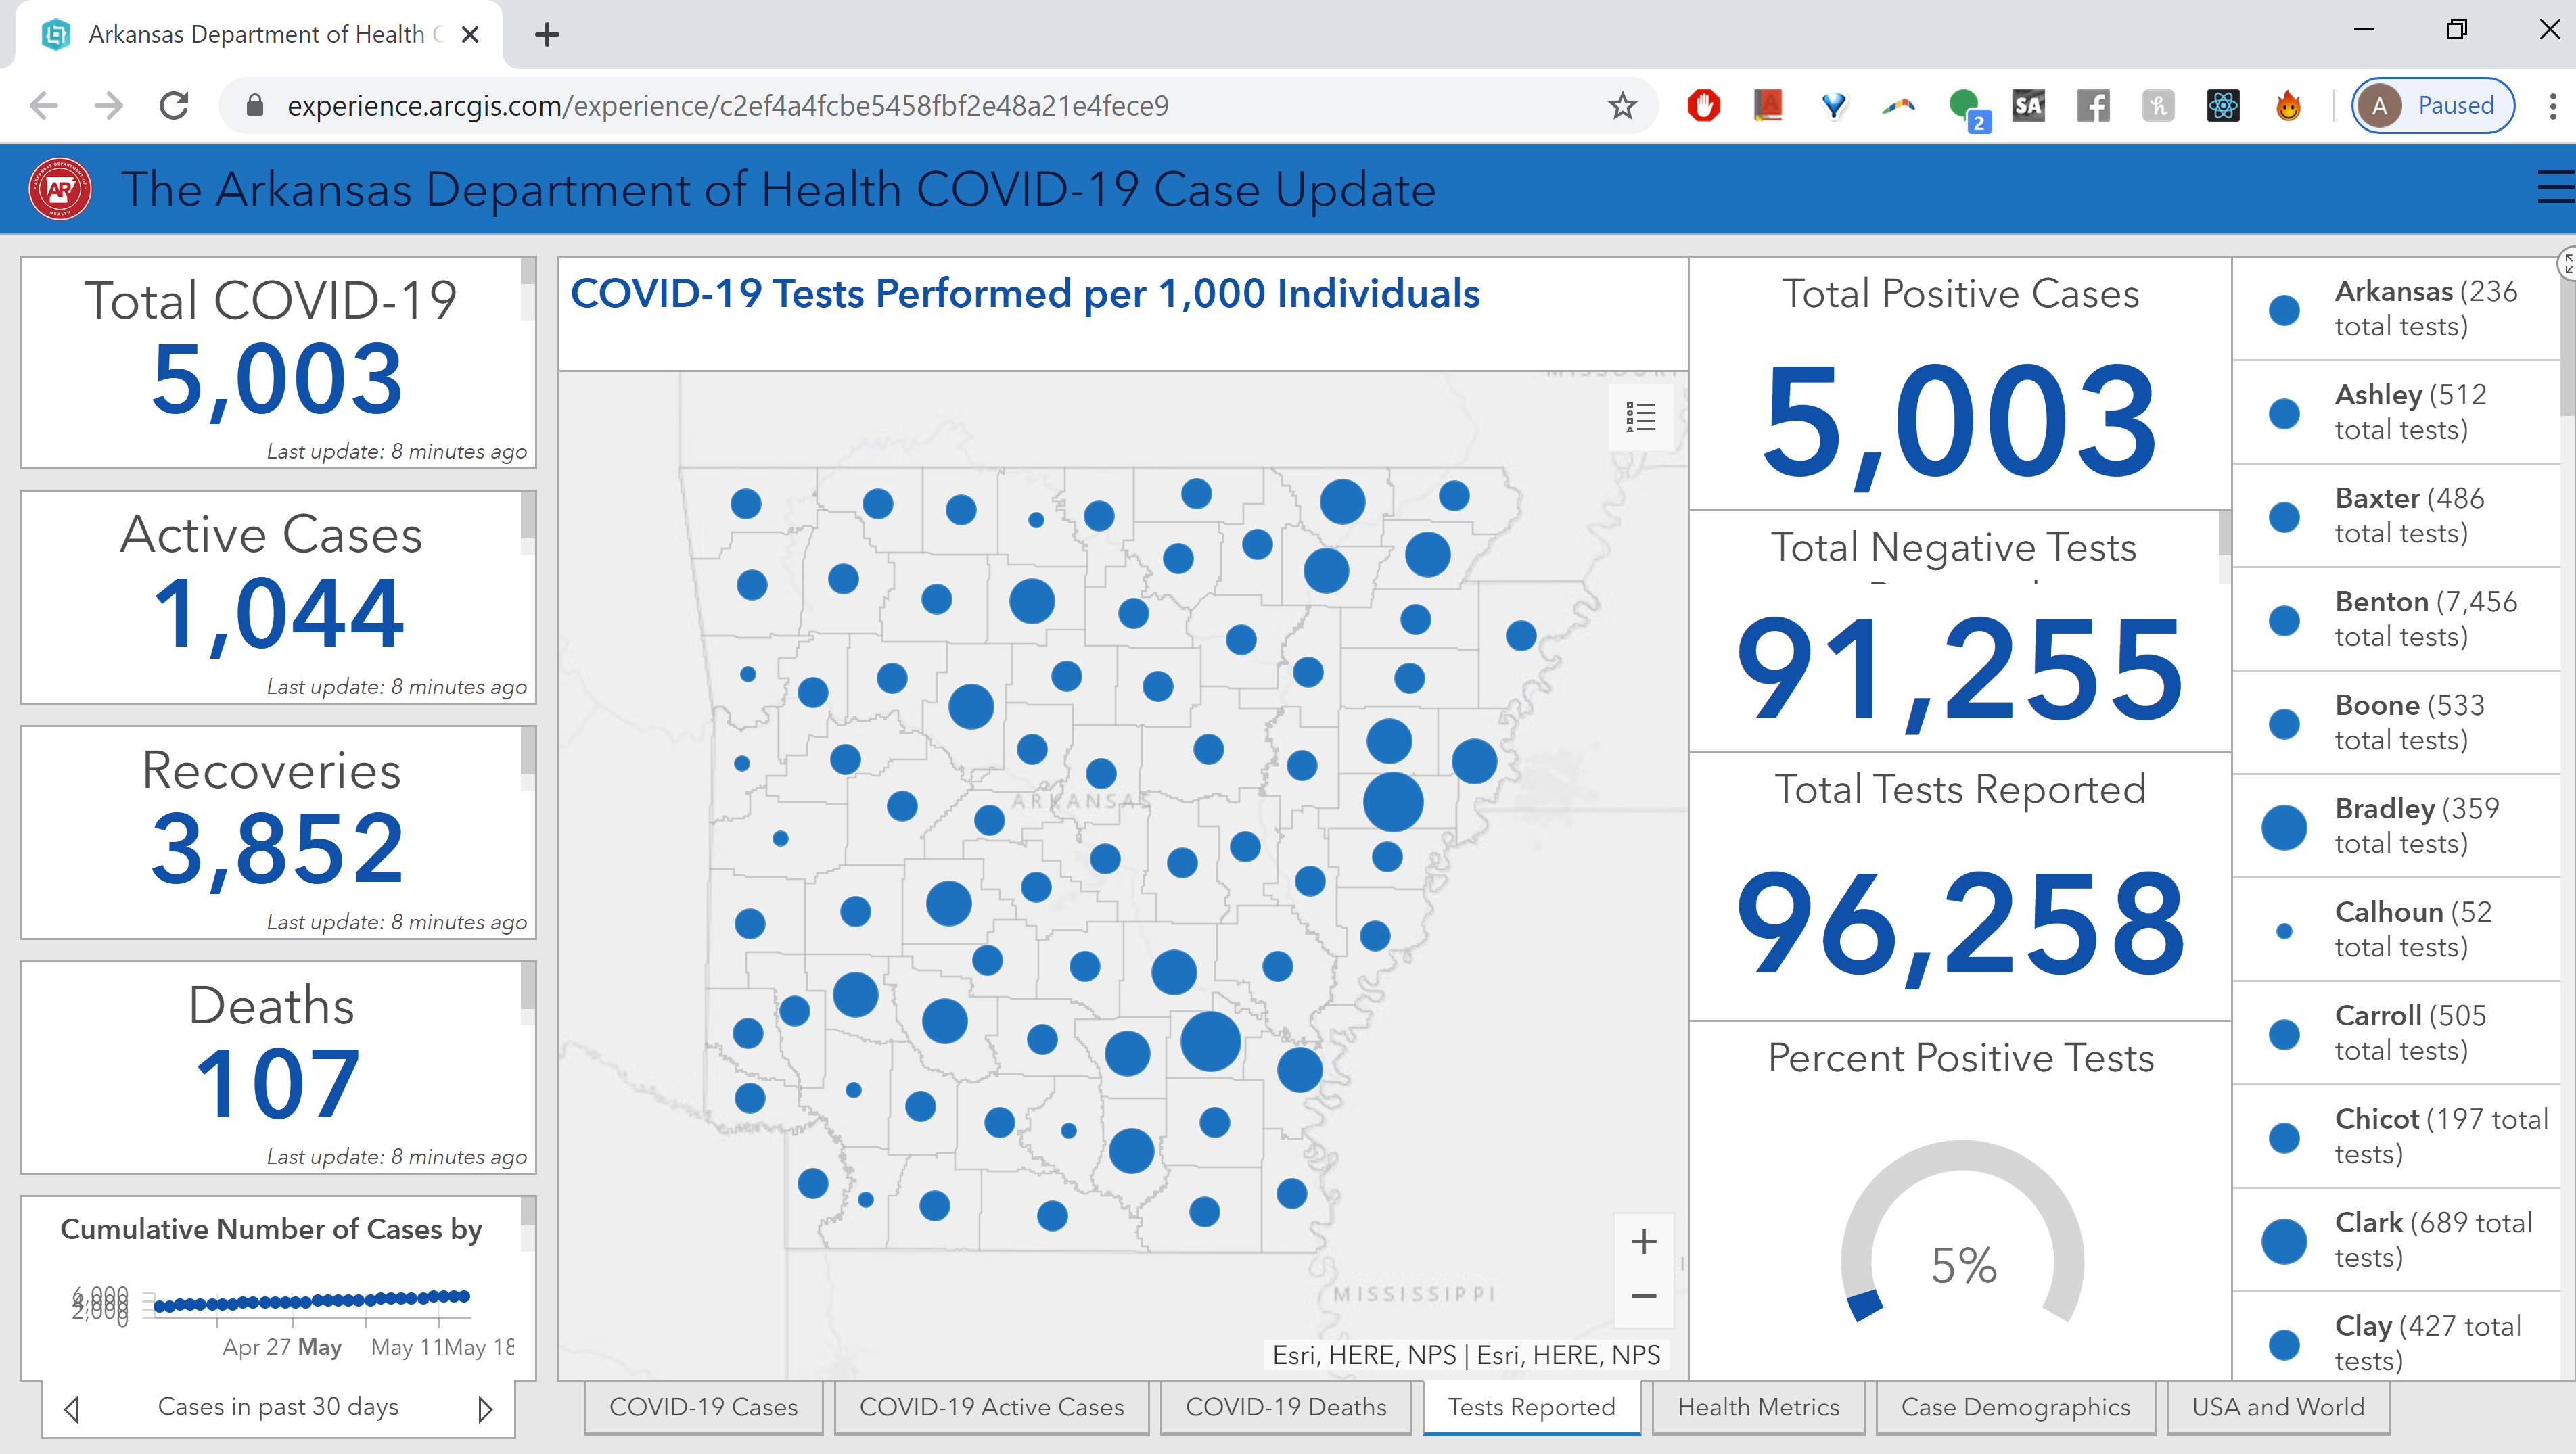 Arkansas Department of Health C
experience.arcgis.com/experience/c2ef4a4fcbe5458fbf2e48a21e4fece9
2
SA
A Paused
AR
The Arkansas Department of Health COVID-19 Case Update
Total COVID-19
5,003
Last update: 8 minutes ago
Active Cases
1,044
Last update: 8 minutes ago
Recoveries
3,852
Last update: 8 minutes ago
Deaths
107
Last update: 8 minutes ago
Cumulative Number of Cases by
6,000
2,000
0
Apr 27 May May 11 May 18
Cases in past 30 days
COVID-19 Tests Performed per 1,000 Individuals
MISSOURI
ARKANSAS
MISSISSIPPI
Esri, HERE, NPS | Esri, HERE, NPS
Total Positive Cases
5,003
Total Negative Tests
91,255
Total Tests Reported
96,258
Percent Positive Tests
5%
Arkansas (236
total tests)
Ashley (512
total tests)
Baxter (486
total tests)
Benton (7,456
total tests)
Boone (533
total tests)
Bradley (359
total tests)
Calhoun (52
total tests)
Carroll (505
total tests)
Chicot (197 total
tests)
Clark (689 total
tests)
Clay (427 total
tests)
COVID-19 Cases
COVID-19 Active Cases
COVID-19 Deaths
Tests Reported
Health Metrics
Case Demographics
USA and World